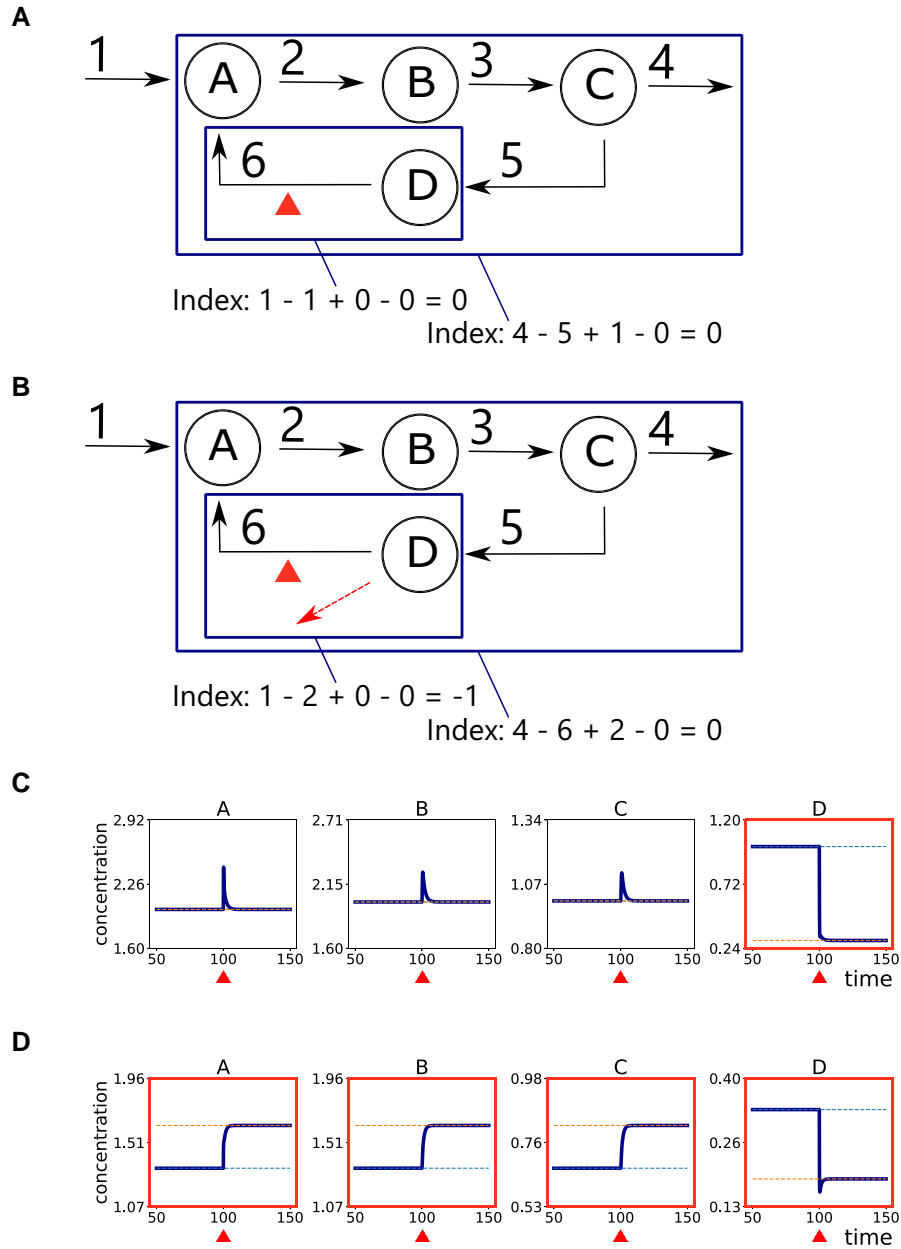 A
1 2 3 4
A B C
6 5
D
Index: 1 - 1 + 0 - 0 = 0
Index: 4 - 5 + 1 - 0 = 0
B
1 2 3 4
A B C
6 5
D
Index: 1 - 2 + 0 - 0 = -1
Index: 4 - 6 + 2 - 0 = 0
C
A B C D
concentration
2.92 2.71 1.34 1.20
2.26 2.15 1.07 0.72
1.60 1.60 0.80 0.24
50 100 150 50 100 150 50 100 150 50 100 150
time
D
A B C D
concentration
1.96 1.96 0.98 0.40
1.51 1.51 0.76 0.26
1.07 1.07 0.53 0.13
50 100 150 50 100 150 50 100 150 50 100 150
time